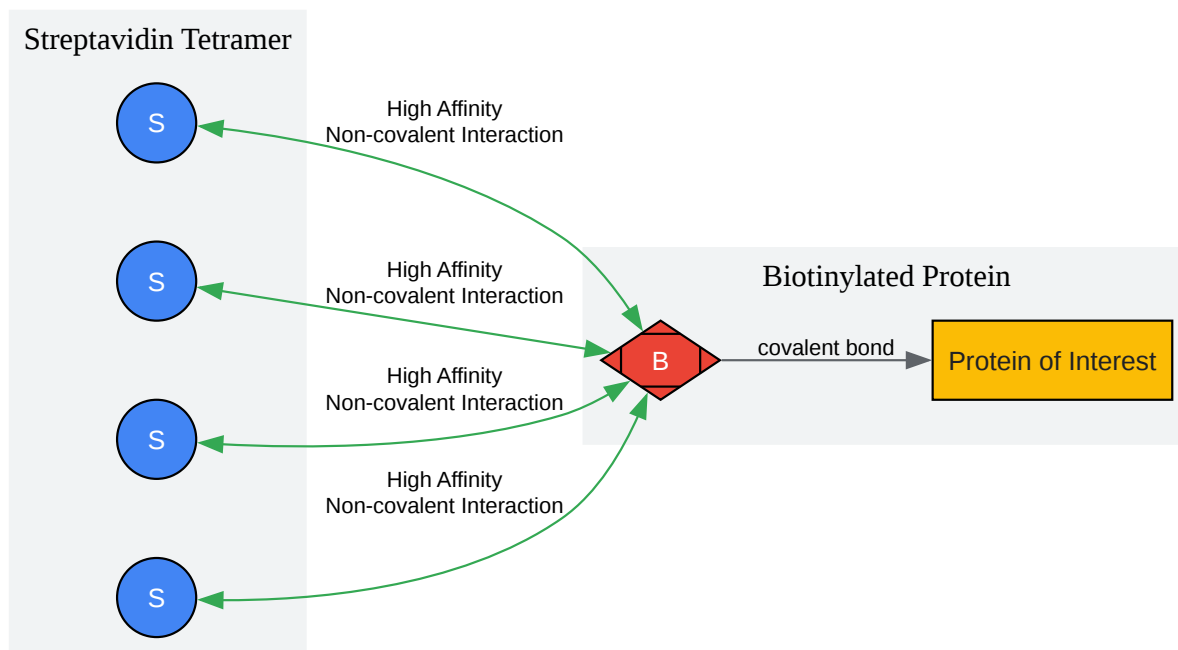 Streptavidin Tetramer
S
High Affinity
Non-covalent Interaction
S
High Affinity
Non-covalent Interaction
Biotinylated Protein
B
covalent bond
Protein of Interest
High Affinity
Non-covalent Interaction
S
High Affinity
Non-covalent Interaction
S